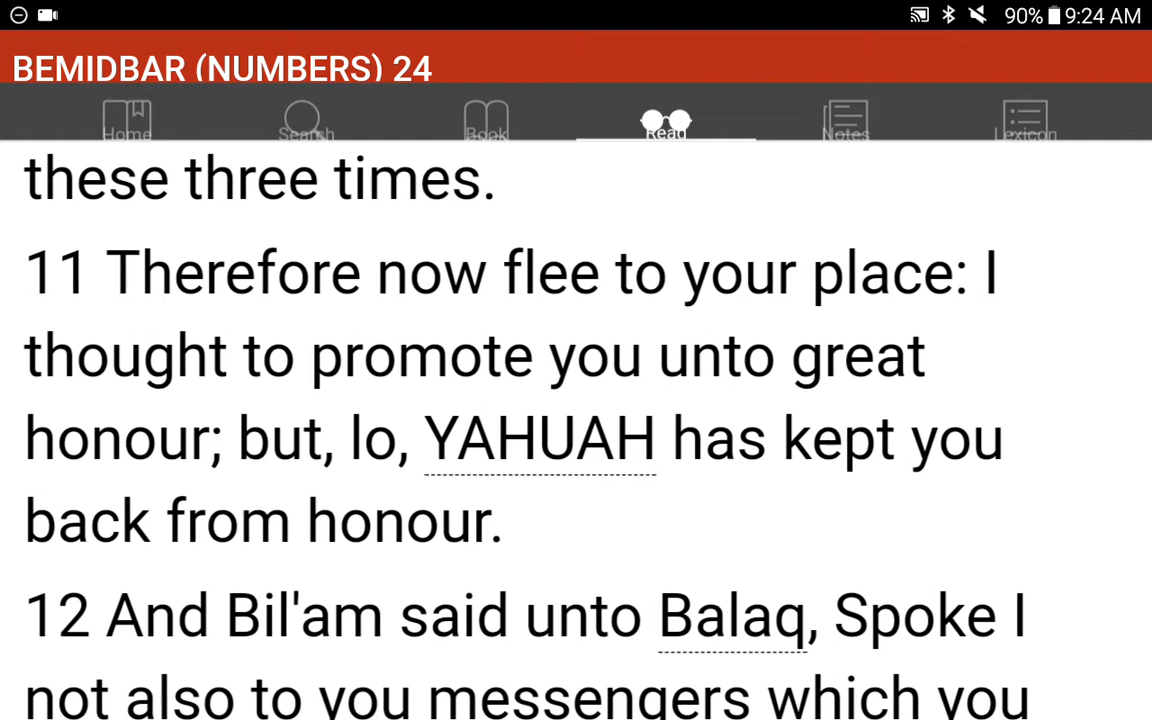 90% 9:24 AM
BEMIDBAR (NUMBERS) 24
Home Search Book Read Notes Lexicon
these three times.
11 Therefore now flee to your place: I
thought to promote you unto great
honour; but, lo, YAHUAH has kept you
back from honour.
12 And Bil'am said unto Balaq, Spoke I
not also to you messengers which you